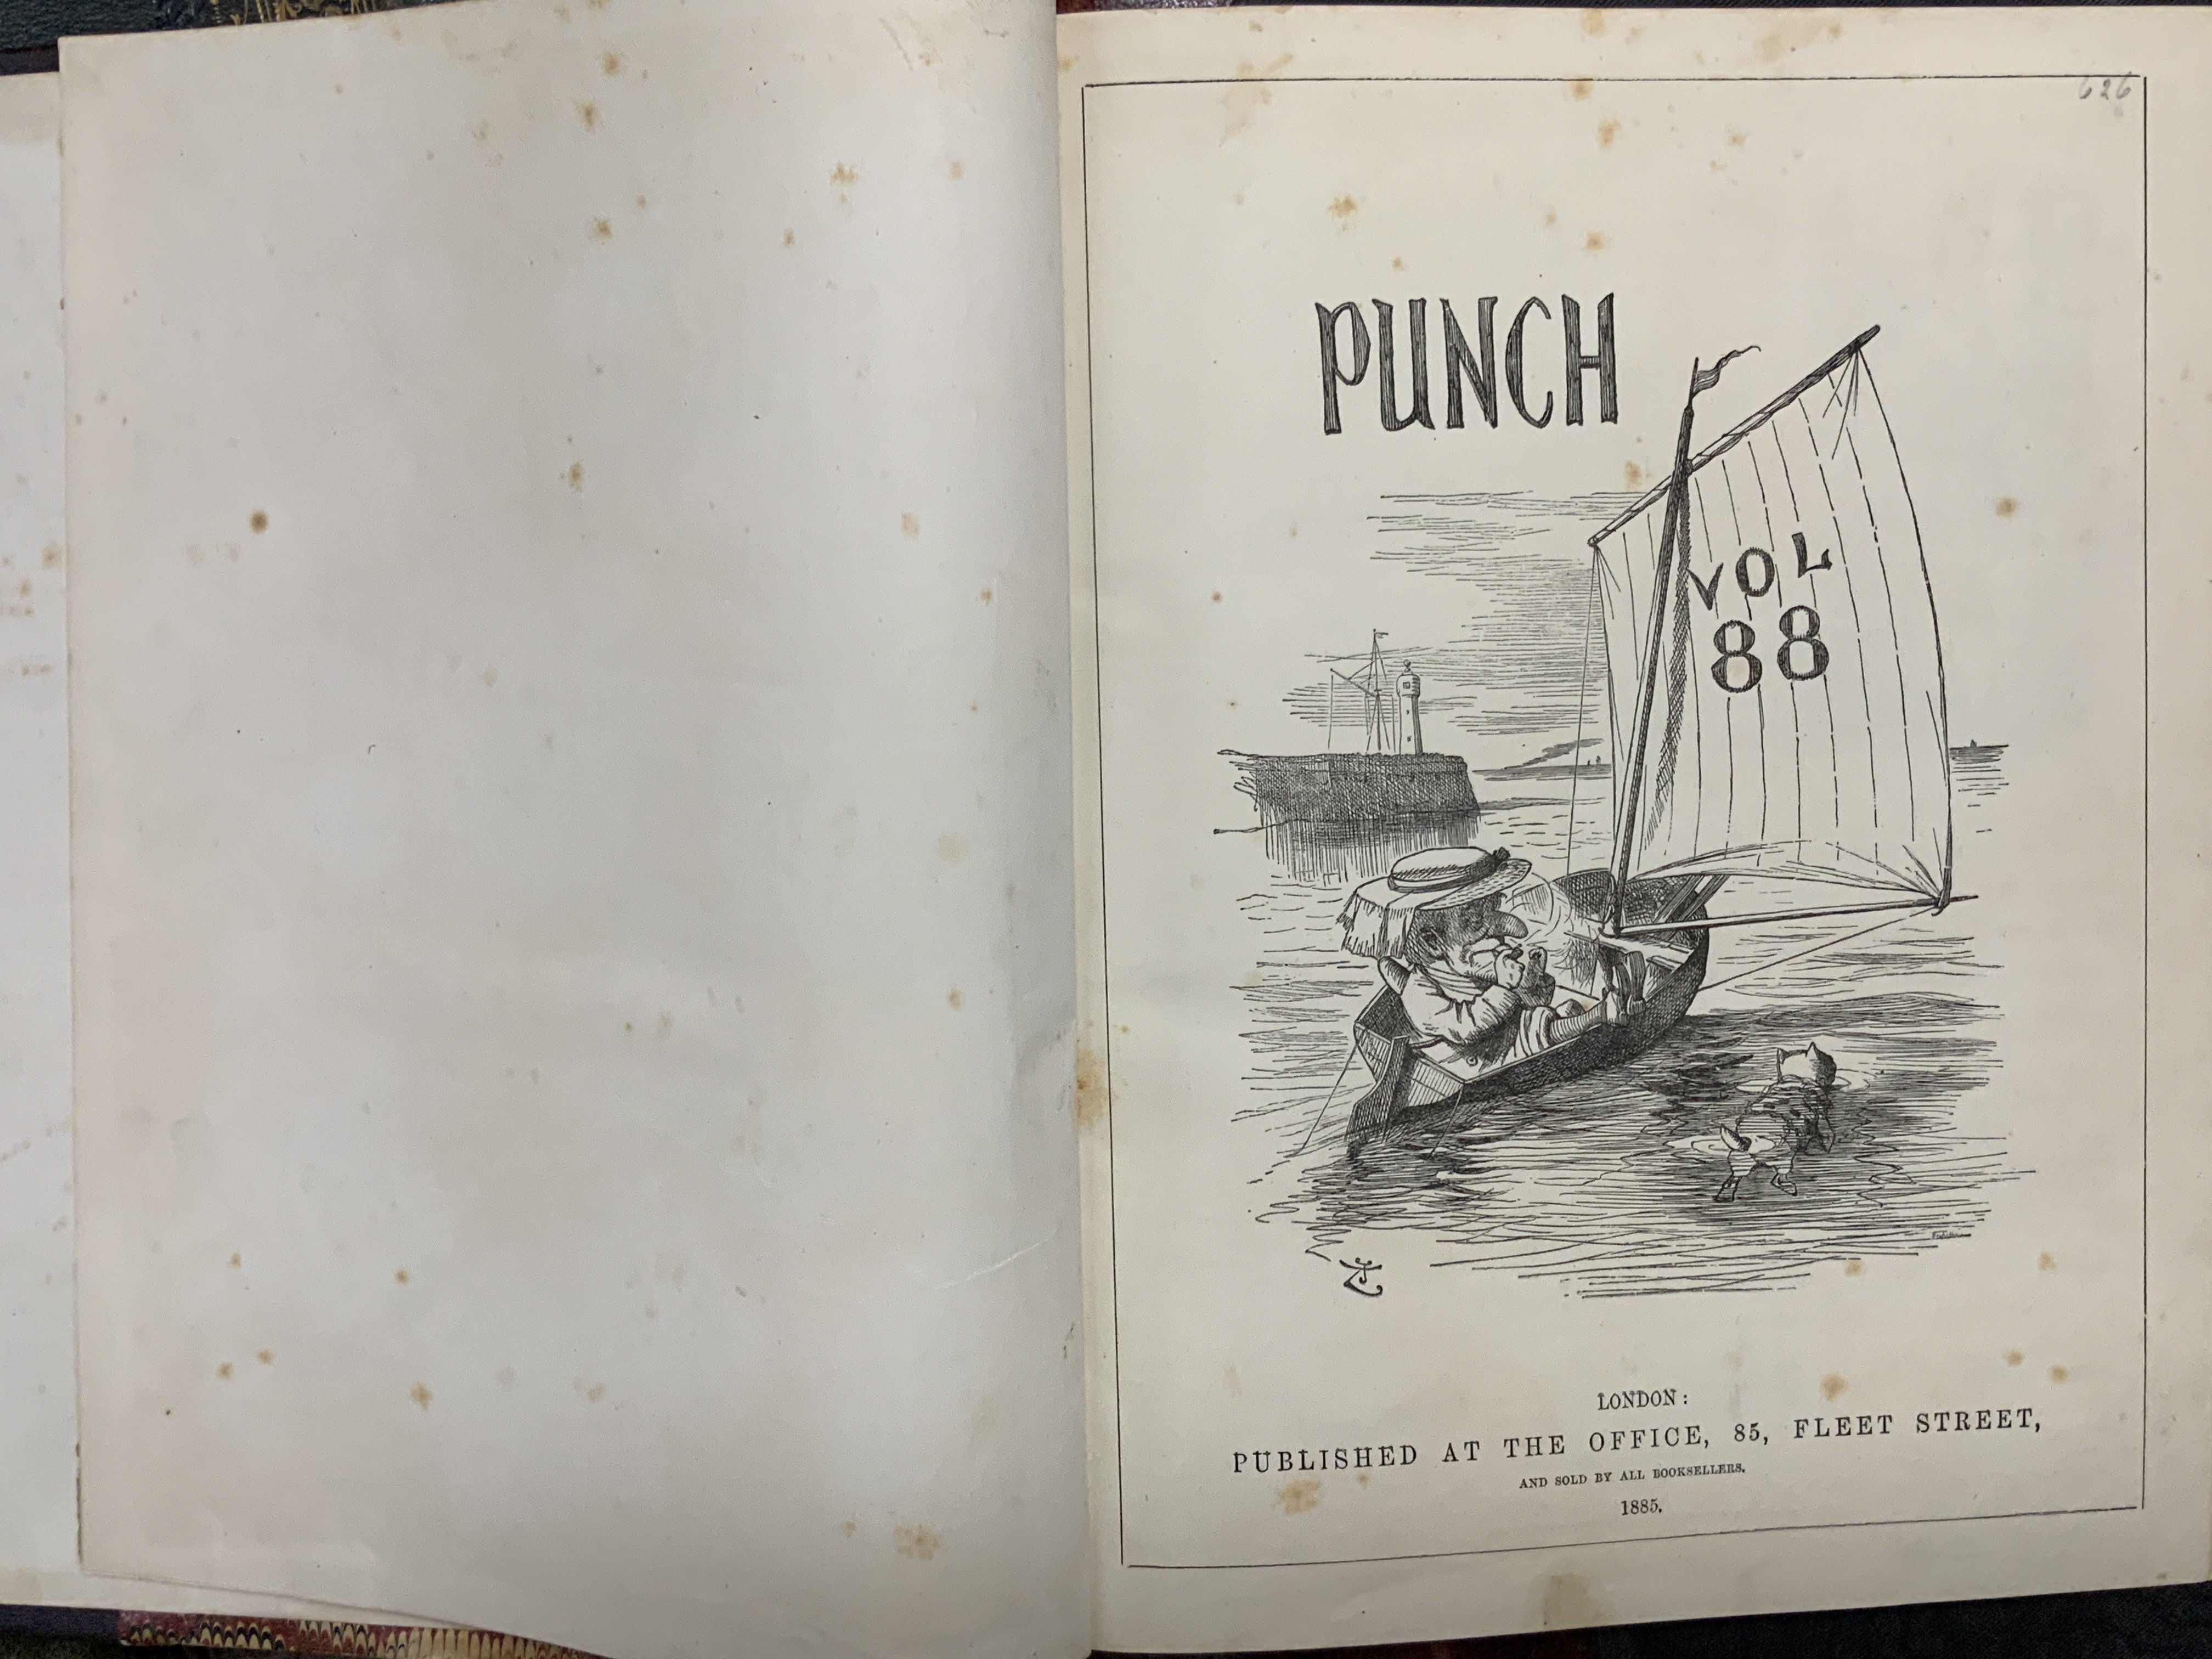 626
PUNCH
VOL
88
LONDON:
PUBLISHED AT THE OFFICE, 85, FLEET STREET,
AND SOLD BY ALL BOOKSELLERS.
1885.